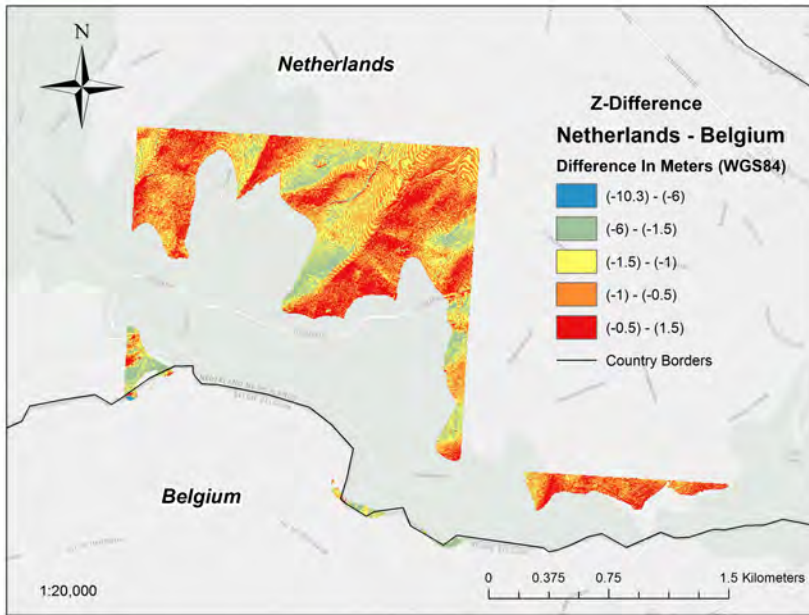 N
Netherlands
Z-Difference
Netherlands - Belgium
Difference In Meters (WGS84)
(-10.3) - (-6)
(-6) - (-1.5)
(-1.5) - (-1)
(-1) - (-0.5)
(-0.5) - (1.5)
Country Borders
Belgium
1:20,000
0 0.375 0.75 1.5 Kilometers